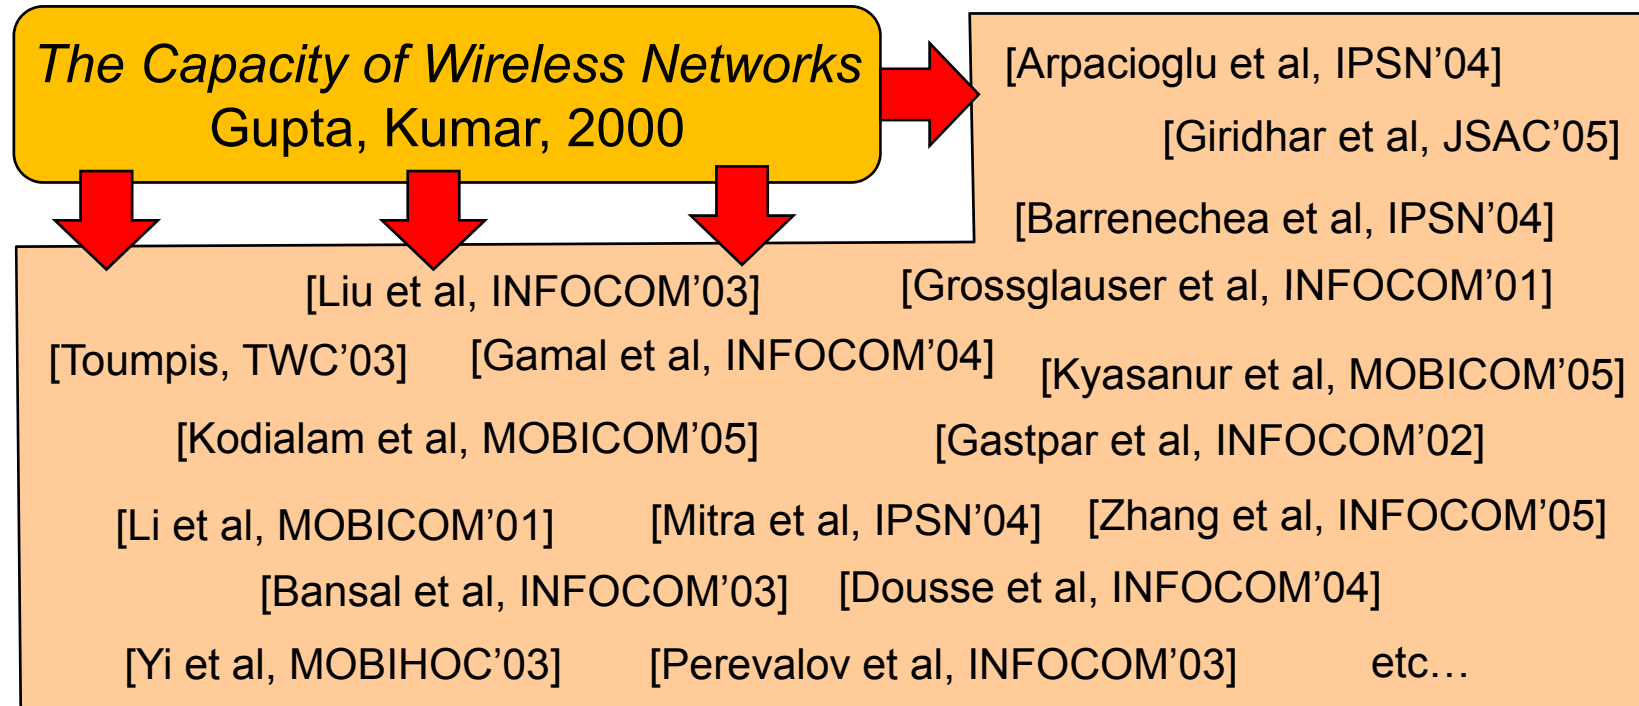 The Capacity of Wireless Networks
Gupta, Kumar, 2000
[Arpacioglu et al, IPSN’04]
[Giridhar et al, JSAC’05]
[Barrenechea et al, IPSN’04]
[Liu et al, INFOCOM’03]
[Grossglauser et al, INFOCOM’01]
[Toumpis, TWC’03]
[Gamal et al, INFOCOM’04]
[Kyasanur et al, MOBICOM’05]
[Kodialam et al, MOBICOM’05]
[Gastpar et al, INFOCOM’02]
[Li et al, MOBICOM’01]
[Mitra et al, IPSN’04]
[Zhang et al, INFOCOM’05]
[Bansal et al, INFOCOM’03]
[Dousse et al, INFOCOM’04]
[Yi et al, MOBIHOC’03]
[Perevalov et al, INFOCOM’03]
etc…